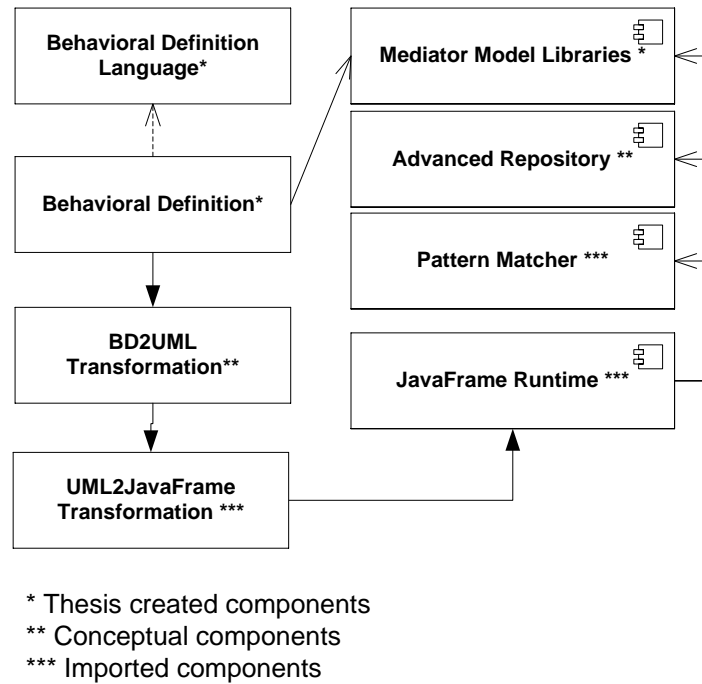 Behavioral Definition
Language*
Behavioral Definition*
BD2UML
Transformation**
UML2JavaFrame
Transformation ***
Mediator Model Libraries *
Advanced Repository **
Pattern Matcher ***
JavaFrame Runtime ***
* Thesis created components
** Conceptual components
*** Imported components